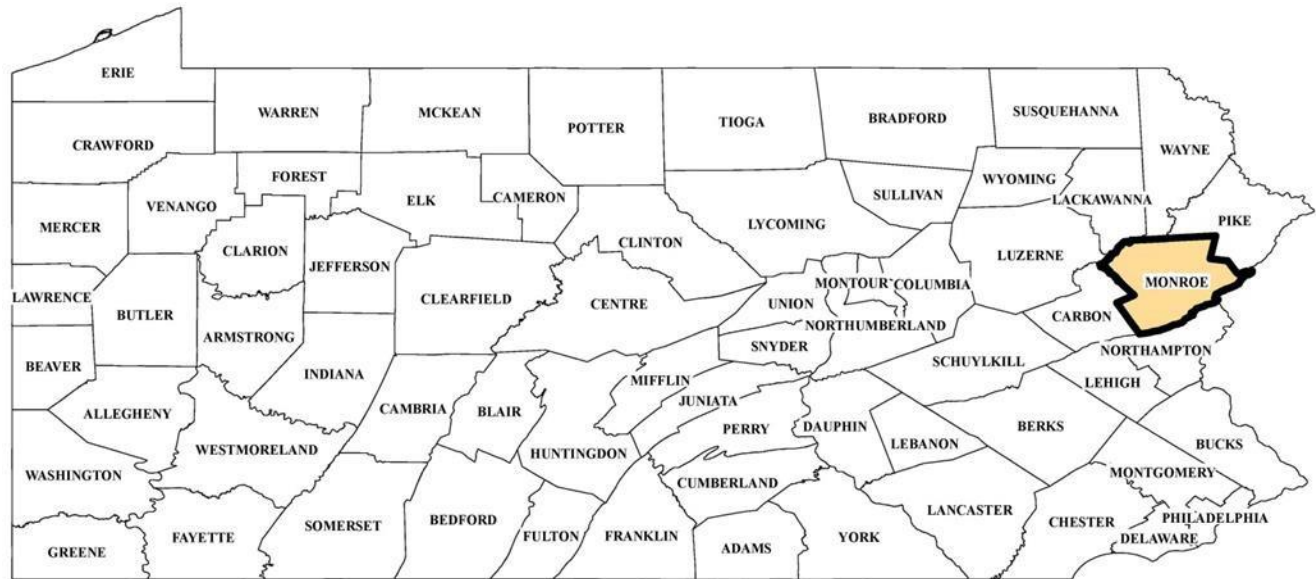 ERIE
WARREN
MCKEAN
POTTER
TIOGA
BRADFORD
SUSQUEHANNA
CRAWFORD
WAYNE
FOREST
VENANGO
ELK
CAMERON
SULLIVAN
WYOMING
LACKAWANNA
MERCER
CLARION
JEFFERSON
CLINTON
LYCOMING
LUZERNE
PIKE
LAWRENCE
BUTLER
CLEARFIELD
CENTRE
UNION
MONTOUR
COLUMBIA
MONROE
ARMSTRONG
NORTHUMBERLAND
CARBON
BEAVER
INDIANA
SNYDER
SCHUYLKILL
NORTHAMPTON
MIFFLIN
LEHIGH
ALLEGHENY
CAMBRIA
BLAIR
JUNIATA
PERRY
DAUPHIN
LEBANON
BERKS
BUCKS
WESTMORELAND
HUNTINGDON
WASHINGTON
CUMBERLAND
MONTGOMERY
LANCASTER
GREENE
FAYETTE
SOMERSET
BEDFORD
FULTON
FRANKLIN
ADAMS
YORK
CHESTER
PHILADELPHIA
DELAWARE